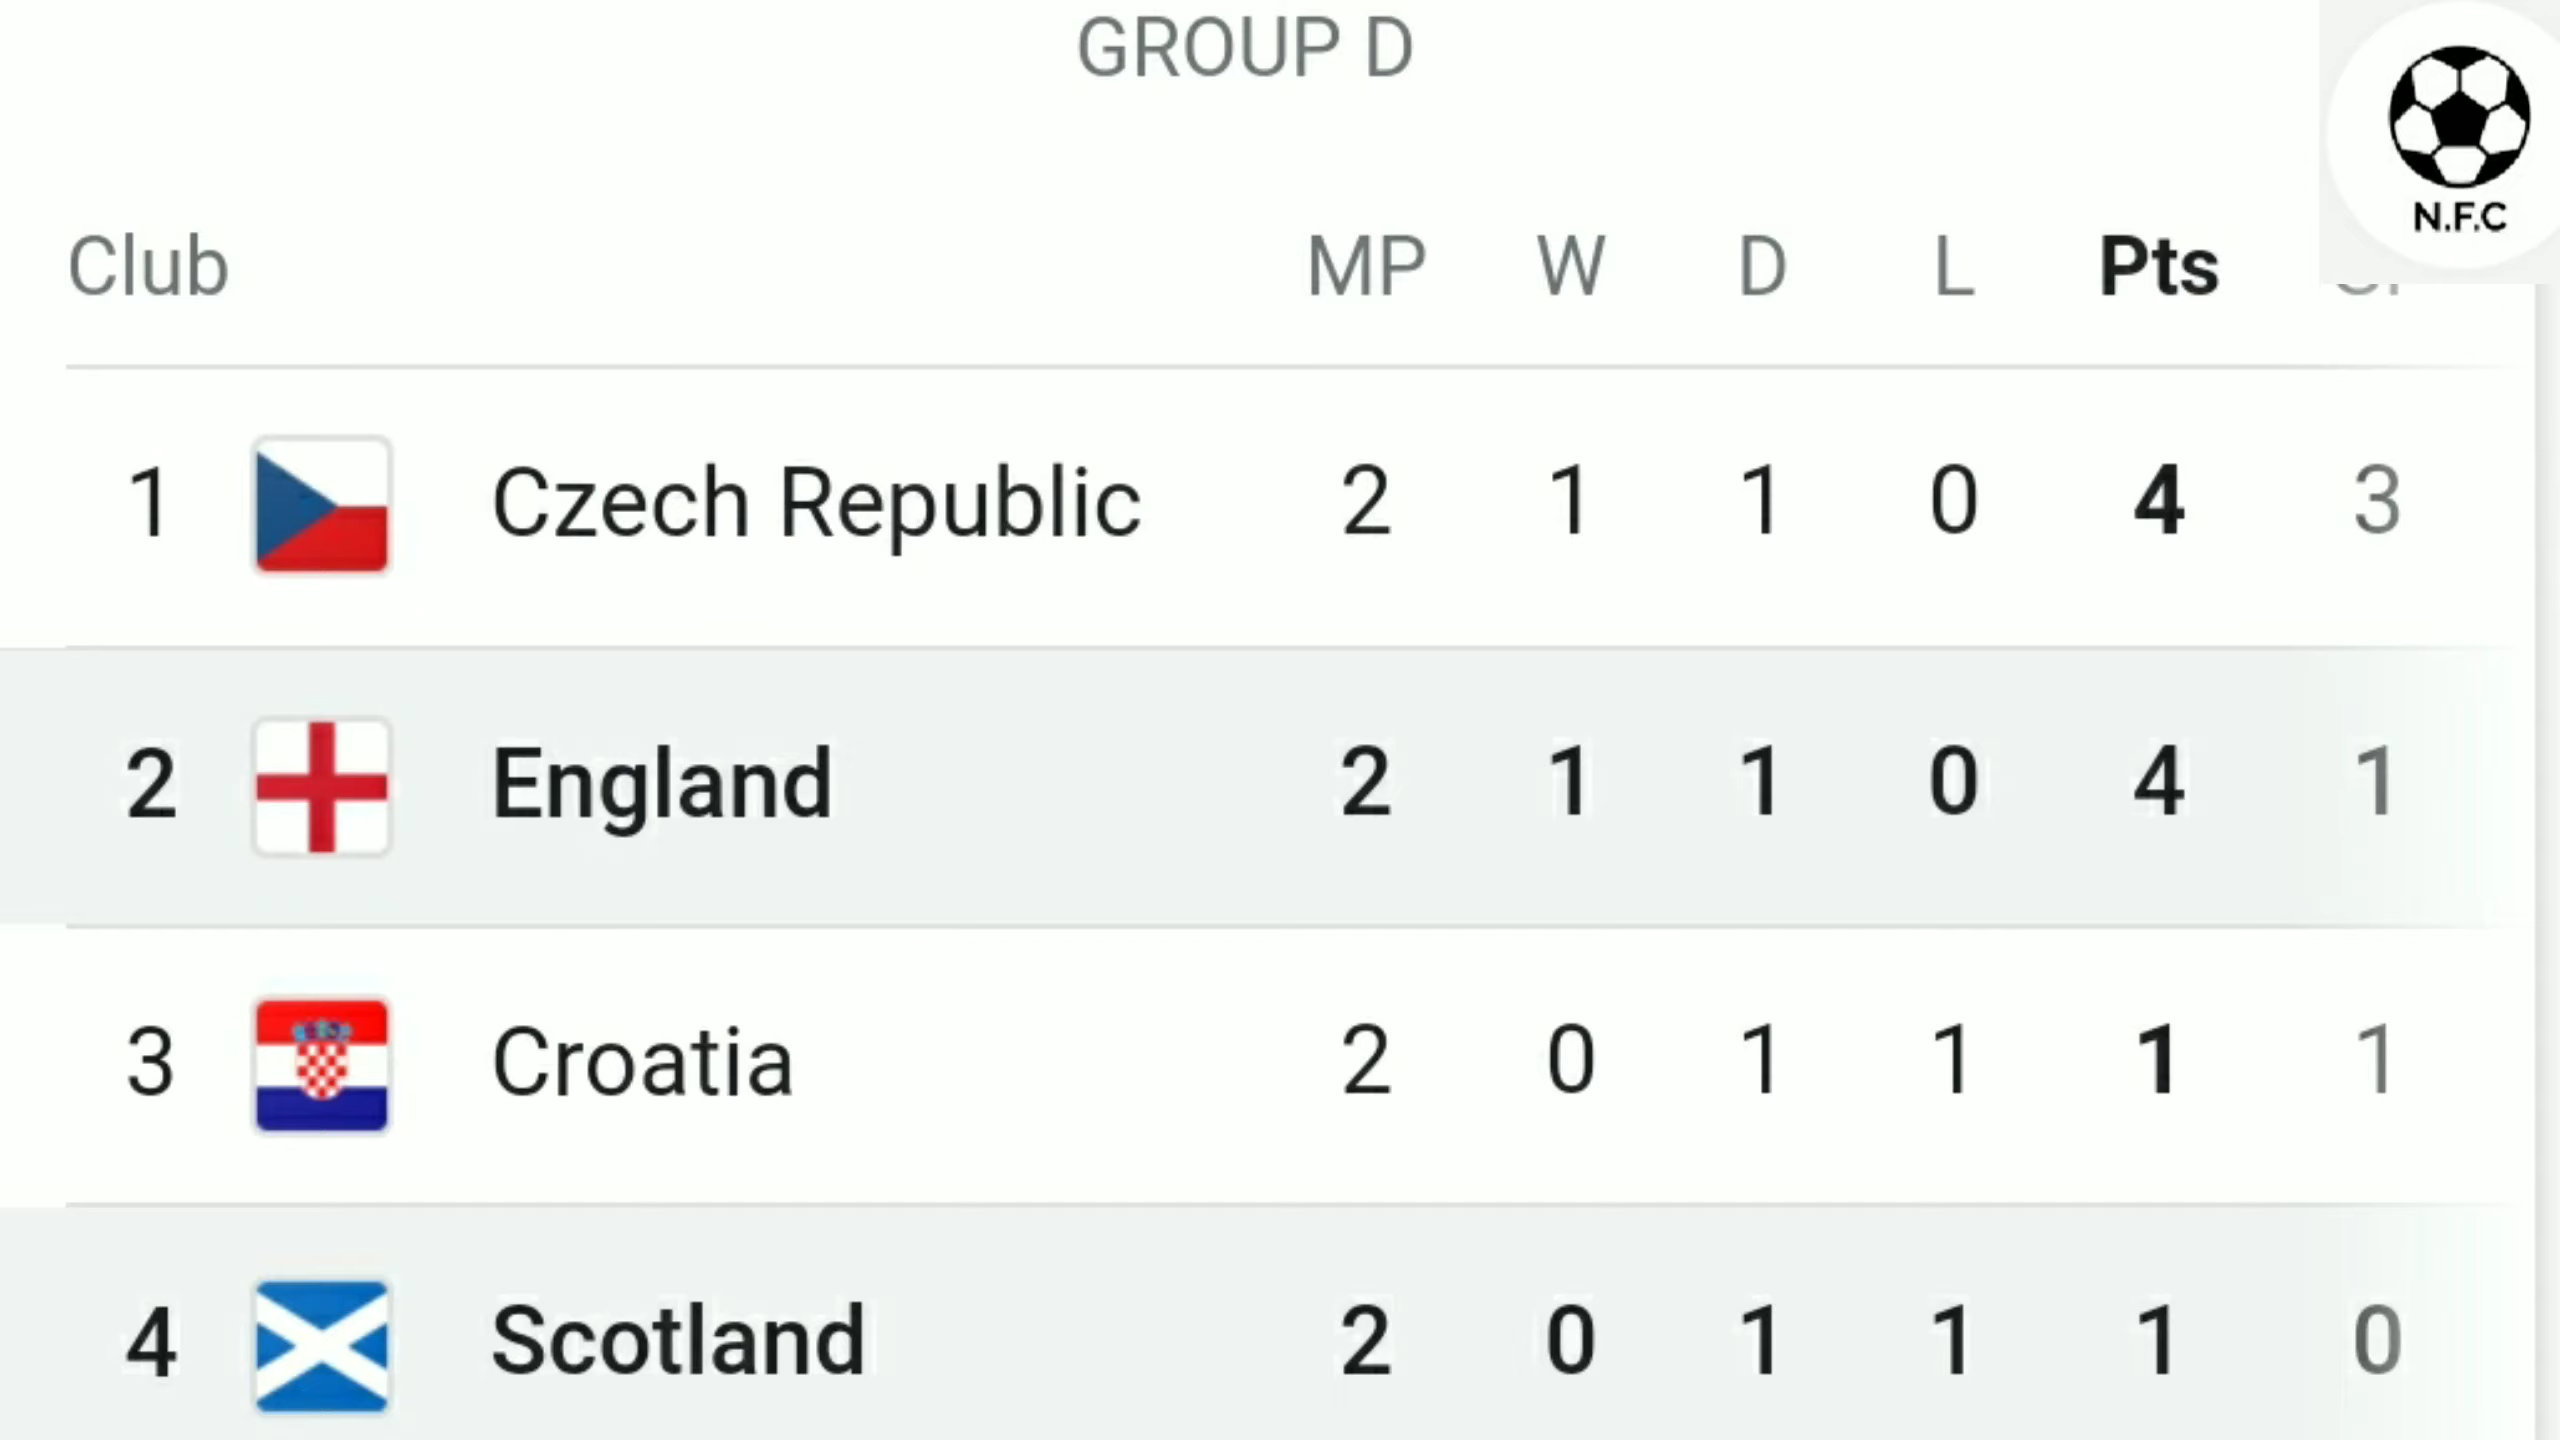 GROUP D
N.F.C
Club MP W D L Pts
1 Czech Republic 2 1 1 0 4 3
2 England 2 1 1 0 4 1
3 Croatia 2 0 1 1 1 1
4 Scotland 2 0 1 1 1 0